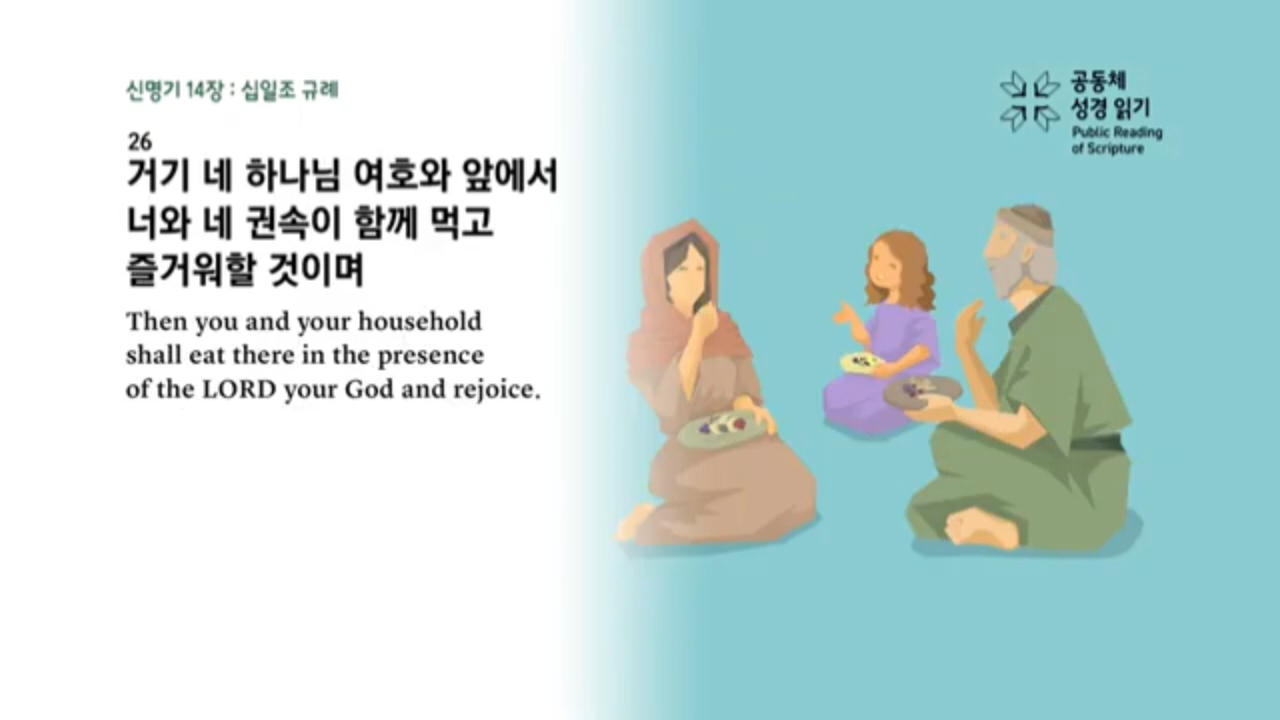 신명기 14장 : 십일조 규례
26
거기 네 하나님 여호와 앞에서
너와 네 권속이 함께 먹고
즐거워할 것이며
Then you and your household
shall eat there in the presence
of the LORD your God and rejoice.
공동체
성경 읽기
Public Reading
of Scripture